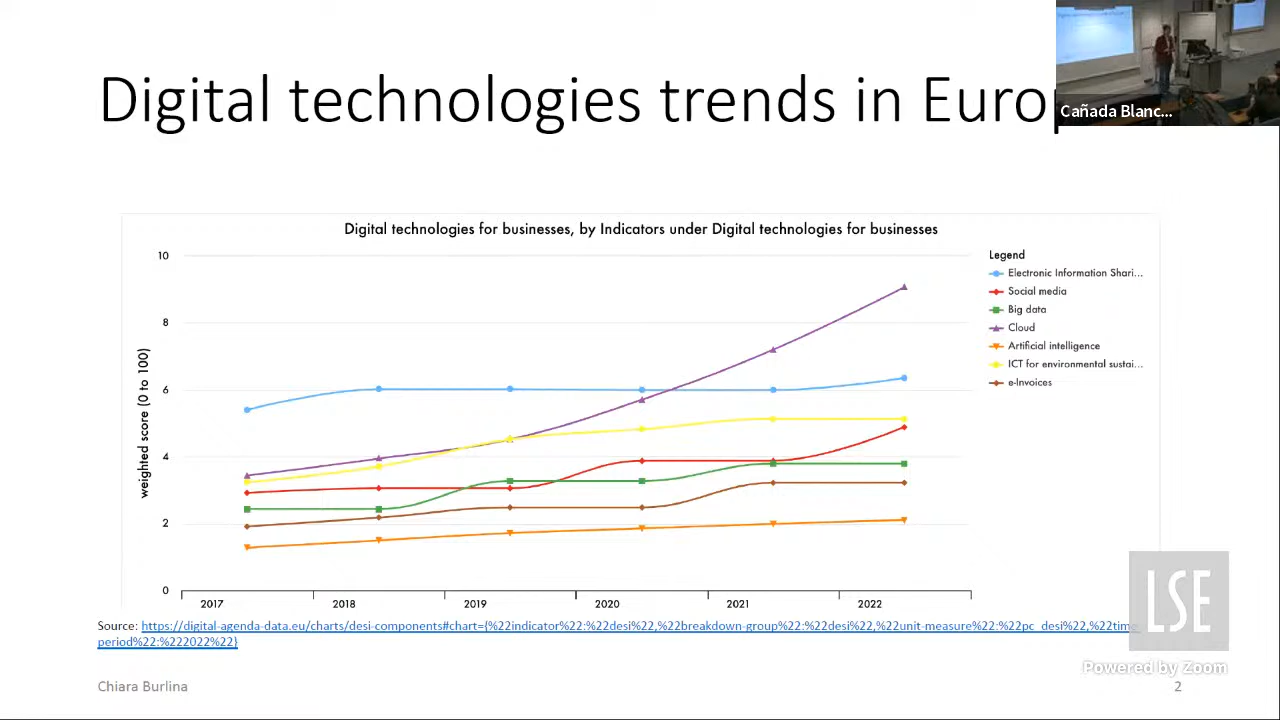 Digital technologies trends in Euro
Cañada Blanc...
Digital technologies for businesses, by Indicators under Digital technologies for businesses
weighted score (0 to 100)
10
8
6
4
2
0
2017
2018
2019
2020
2021
2022
Legend
Electronic Information Shari...
Social media
Big data
Cloud
Artificial intelligence
ICT for environmental sustai...
e-Invoices
Source: https://digital-agenda-data.eu/charts/desi-components#chart={%22indicator%22:%22desi%22,%22breakdown-group%22:%22desi%22,%22unit-measure%22:%22pc_desi%22,%22time-
period%22:%222022%22}
LSE
Powered by Zoom
Chiara Burlina
2